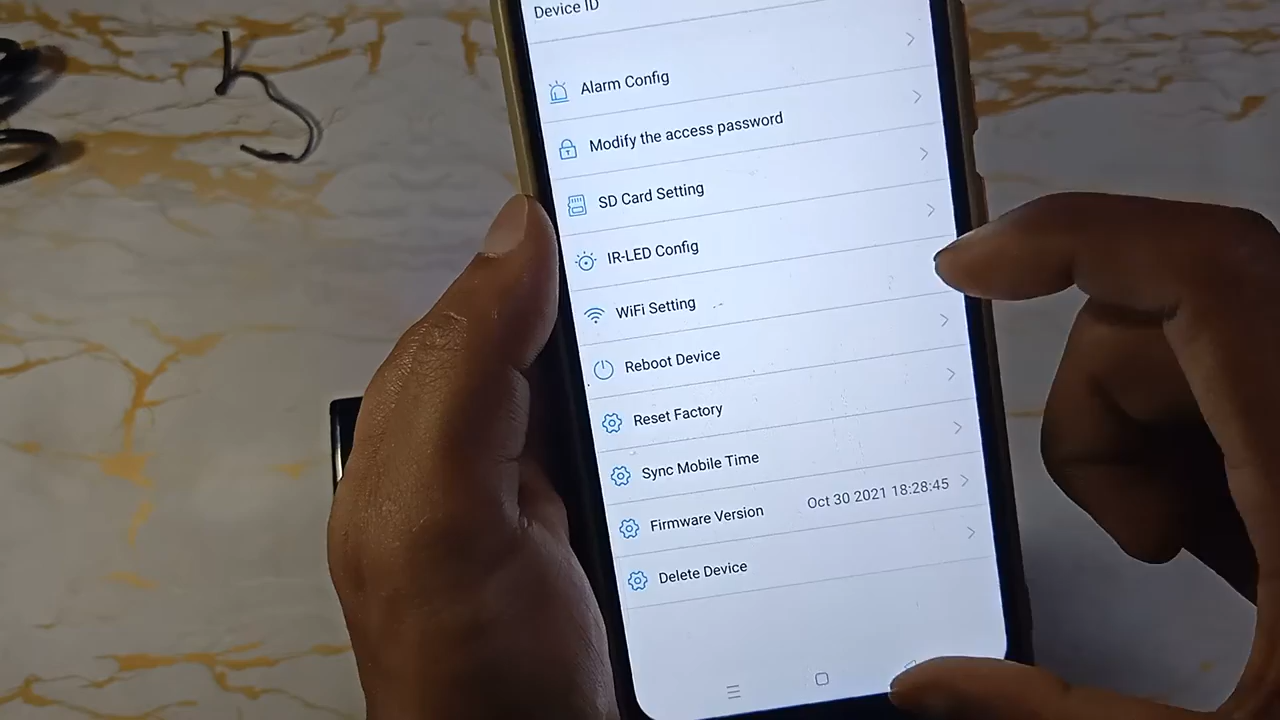 Device ID
Alarm Config
Modify the access password
SD Card Setting
IR-LED Config
WiFi Setting
Reboot Device
Reset Factory
Sync Mobile Time
Firmware Version Oct 30 2021 18:28:45
Delete Device